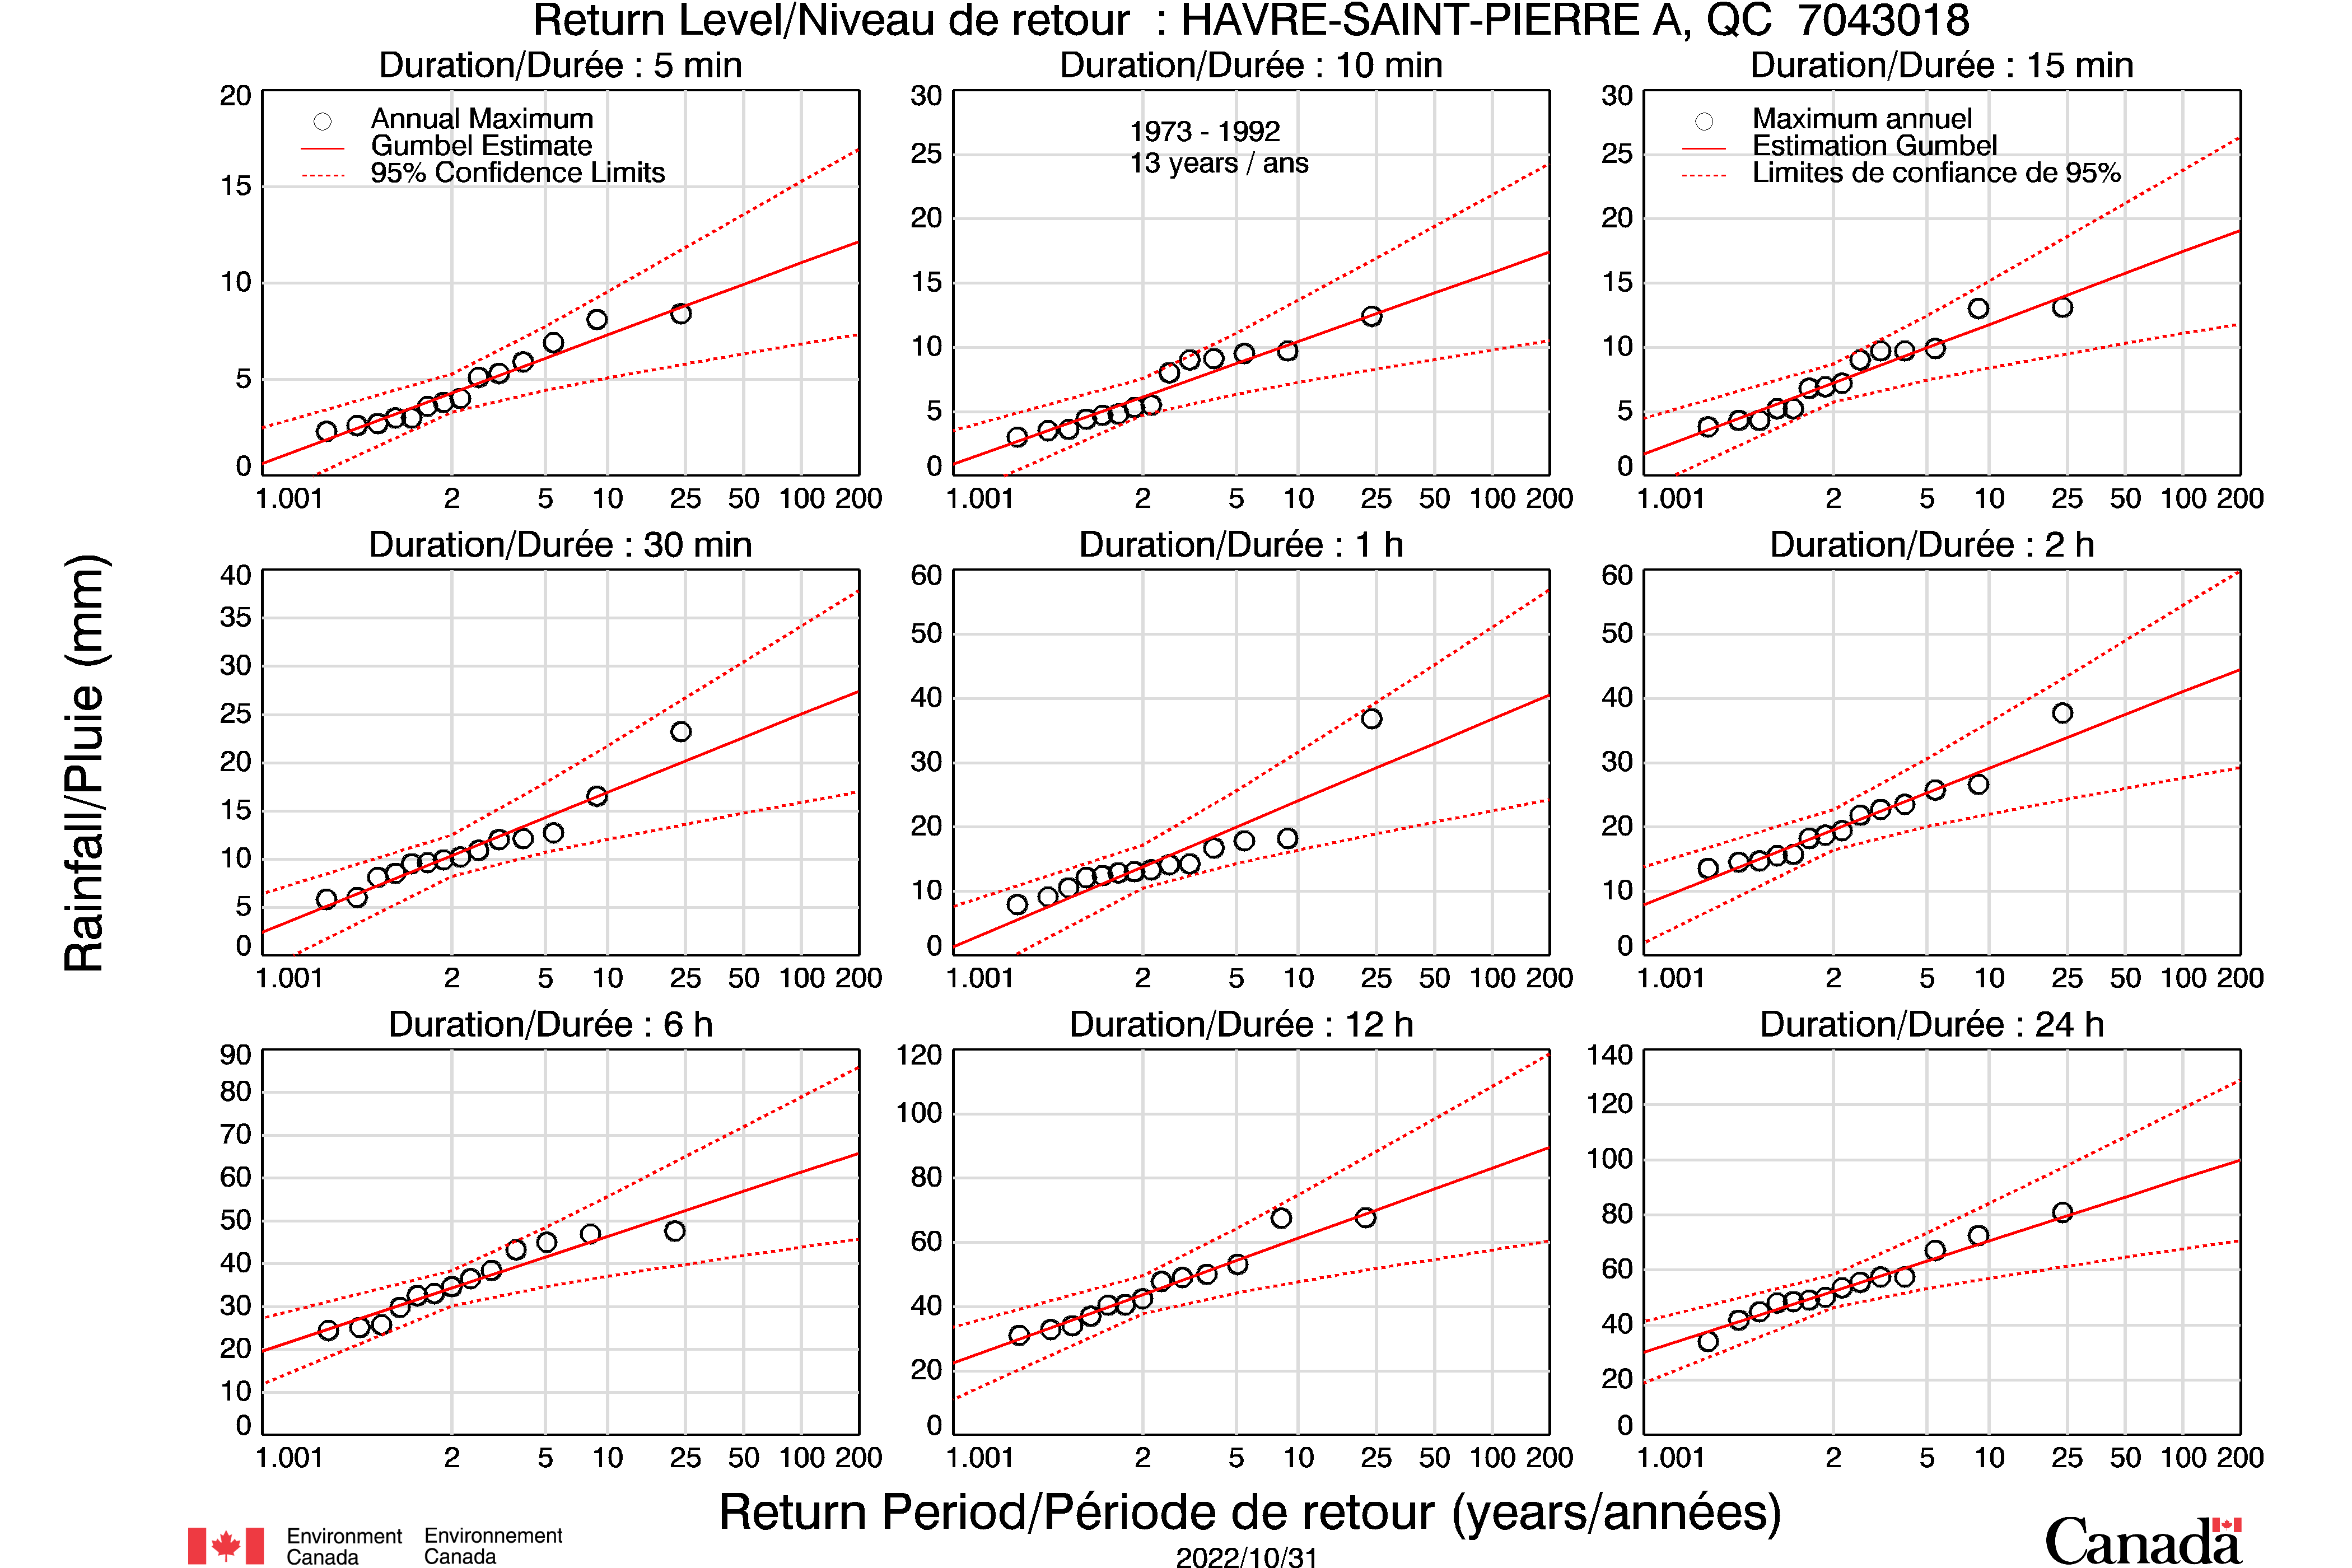 Return Level/Niveau de retour : HAVRE-SAINT-PIERRE A, QC 7043018
Duration/Durée : 5 min
20
15
10
5
0
1.001 2 5 10 25 50 100 200
Annual Maximum
Gumbel Estimate
95% Confidence Limits
Duration/Durée : 10 min
30
25
20
15
10
5
0
1.001 2 5 10 25 50 100 200
1973 - 1992
13 years / ans
Duration/Durée : 15 min
30
25
20
15
10
5
0
1.001 2 5 10 25 50 100 200
Maximum annuel
Estimation Gumbel
Limites de confiance de 95%
Rainfall/Pluie (mm)
Duration/Durée : 30 min
40
35
30
25
20
15
10
5
0
1.001 2 5 10 25 50 100 200
Duration/Durée : 1 h
60
50
40
30
20
10
0
1.001 2 5 10 25 50 100 200
Duration/Durée : 2 h
60
50
40
30
20
10
0
1.001 2 5 10 25 50 100 200
Duration/Durée : 6 h
90
80
70
60
50
40
30
20
10
0
1.001 2 5 10 25 50 100 200
Duration/Durée : 12 h
120
100
80
60
40
20
0
1.001 2 5 10 25 50 100 200
Duration/Durée : 24 h
140
120
100
80
60
40
20
0
1.001 2 5 10 25 50 100 200
Return Period/Période de retour (years/années)
Environment
Canada
Environnement
Canada
2022/10/31
Canada